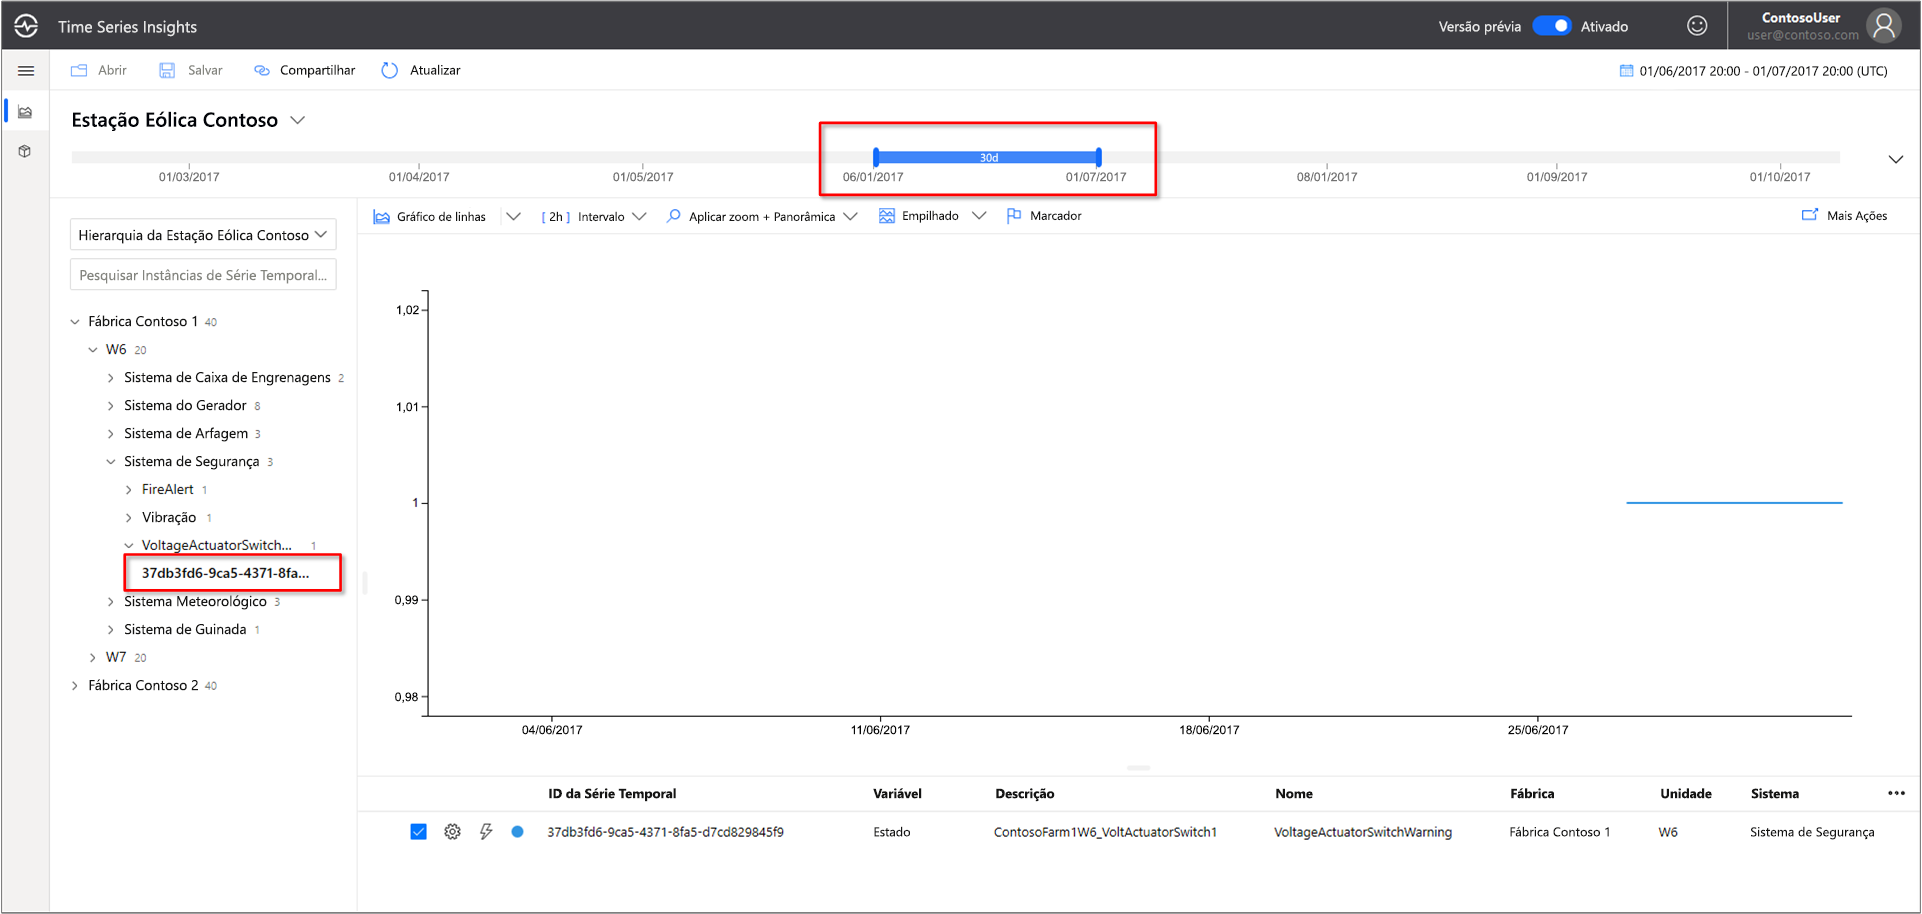 Time Series Insights
Versão prévia Ativado
ContosoUser
user@contoso.com
Abrir Salvar Compartilhar Atualizar
01/06/2017 20:00 - 01/07/2017 20:00 (UTC)
Estação Eólica Contoso
30d
01/03/2017 01/04/2017 01/05/2017 06/01/2017 01/07/2017 08/01/2017 01/09/2017 01/10/2017
Hierarquia da Estação Eólica Contoso
Pesquisar Instâncias de Série Temporal...
Fábrica Contoso 1 40
W6 20
Sistema de Caixa de Engrenagens 2
Sistema do Gerador 8
Sistema de Arfagem 3
Sistema de Segurança 3
FireAlert 1
Vibração 1
VoltageActuatorSwitch... 1
37db3fd6-9ca5-4371-8fa...
Sistema Meteorológico 3
Sistema de Guinada 1
W7 20
Fábrica Contoso 2 40
Gráfico de linhas [ 2h ] Intervalo Aplicar zoom + Panorâmica Empilhado Marcador Mais Ações
1,02
1,01
1
0,99
0,98
04/06/2017 11/06/2017 18/06/2017 25/06/2017
ID da Série Temporal Variável Descrição Nome Fábrica Unidade Sistema
37db3fd6-9ca5-4371-8fa5-d7cd829845f9 Estado ContosoFarm1W6_VoltActuatorSwitch1 VoltageActuatorSwitchWarning Fábrica Contoso 1 W6 Sistema de Segurança